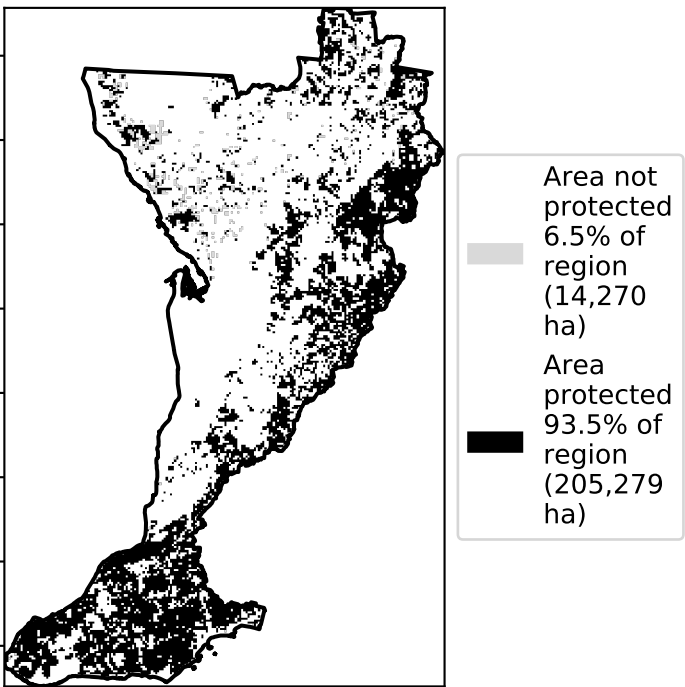 Area not
protected
6.5% of
region
(14,270
ha)
Area
protected
93.5% of
region
(205,279
ha)